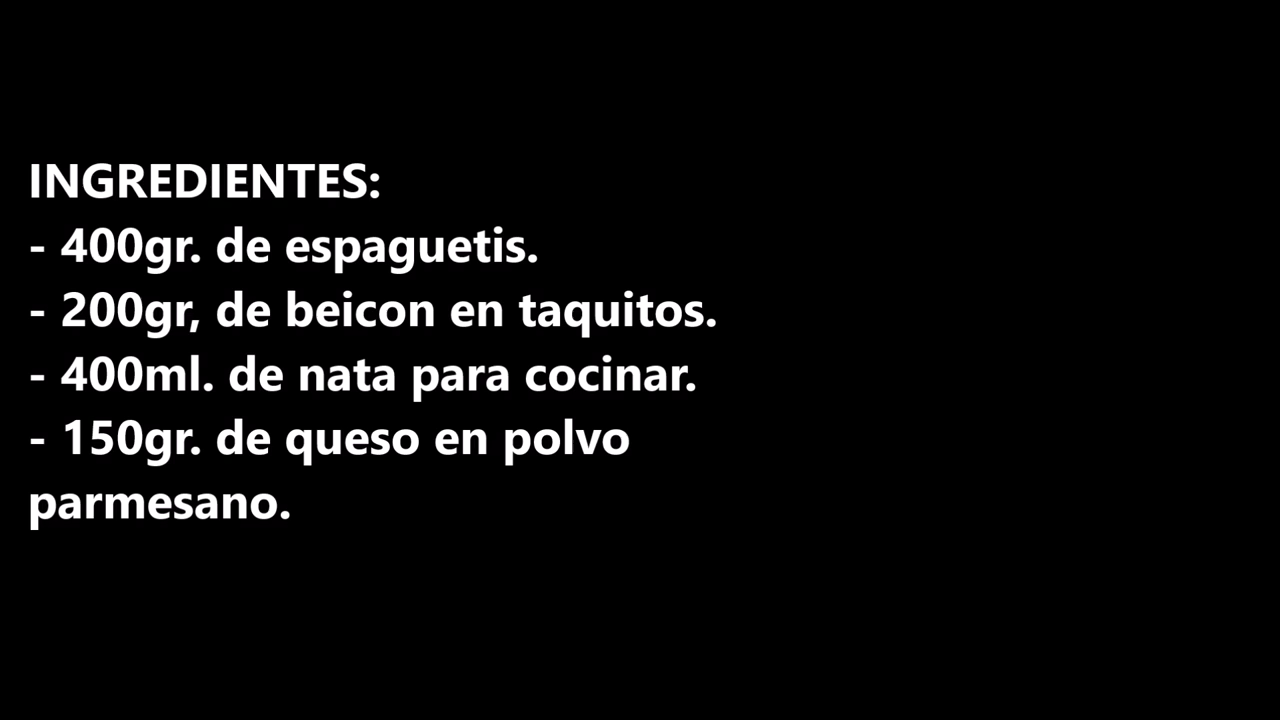 INGREDIENTES:
- 400gr. de espaguetis.
- 200gr, de beicon en taquitos.
- 400ml. de nata para cocinar.
- 150gr. de queso en polvo
parmesano.